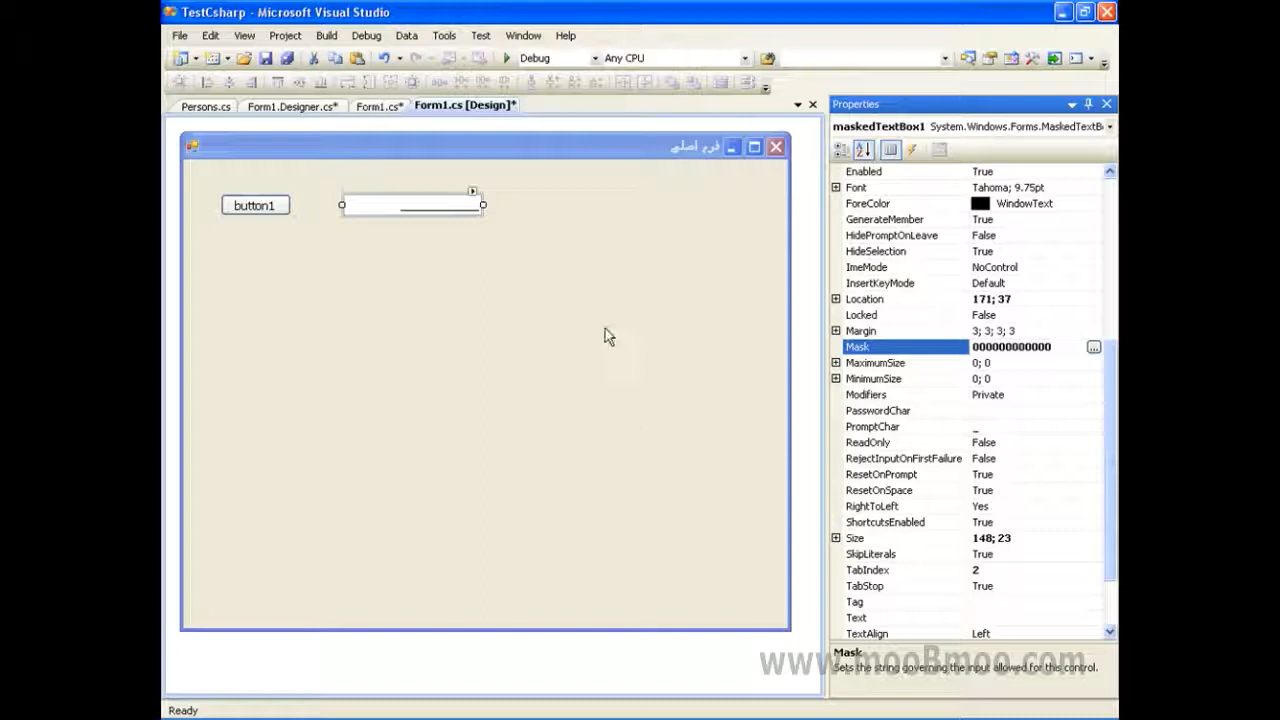 TestCsharp - Microsoft Visual Studio
File Edit View Project Build Debug Data Tools Test Window Help
Debug Any CPU
Persons.cs Form1.Designer.cs* Form1.cs* Form1.cs [Design]*
فرم اصلی
button1
____________
Properties
maskedTextBox1 System.Windows.Forms.MaskedTextB
Enabled True
Font Tahoma; 9.75pt
ForeColor WindowText
GenerateMember True
HidePromptOnLeave False
HideSelection True
ImeMode NoControl
InsertKeyMode Default
Location 171; 37
Locked False
Margin 3; 3; 3; 3
Mask 000000000000 ...
MaximumSize 0; 0
MinimumSize 0; 0
Modifiers Private
PasswordChar
PromptChar _
ReadOnly False
RejectInputOnFirstFailure False
ResetOnPrompt True
ResetOnSpace True
RightToLeft Yes
ShortcutsEnabled True
Size 148; 23
SkipLiterals True
TabIndex 2
TabStop True
Tag
Text
TextAlign Left
Mask
Sets the string governing the input allowed for this control.
www.mooBmoo.com
Ready